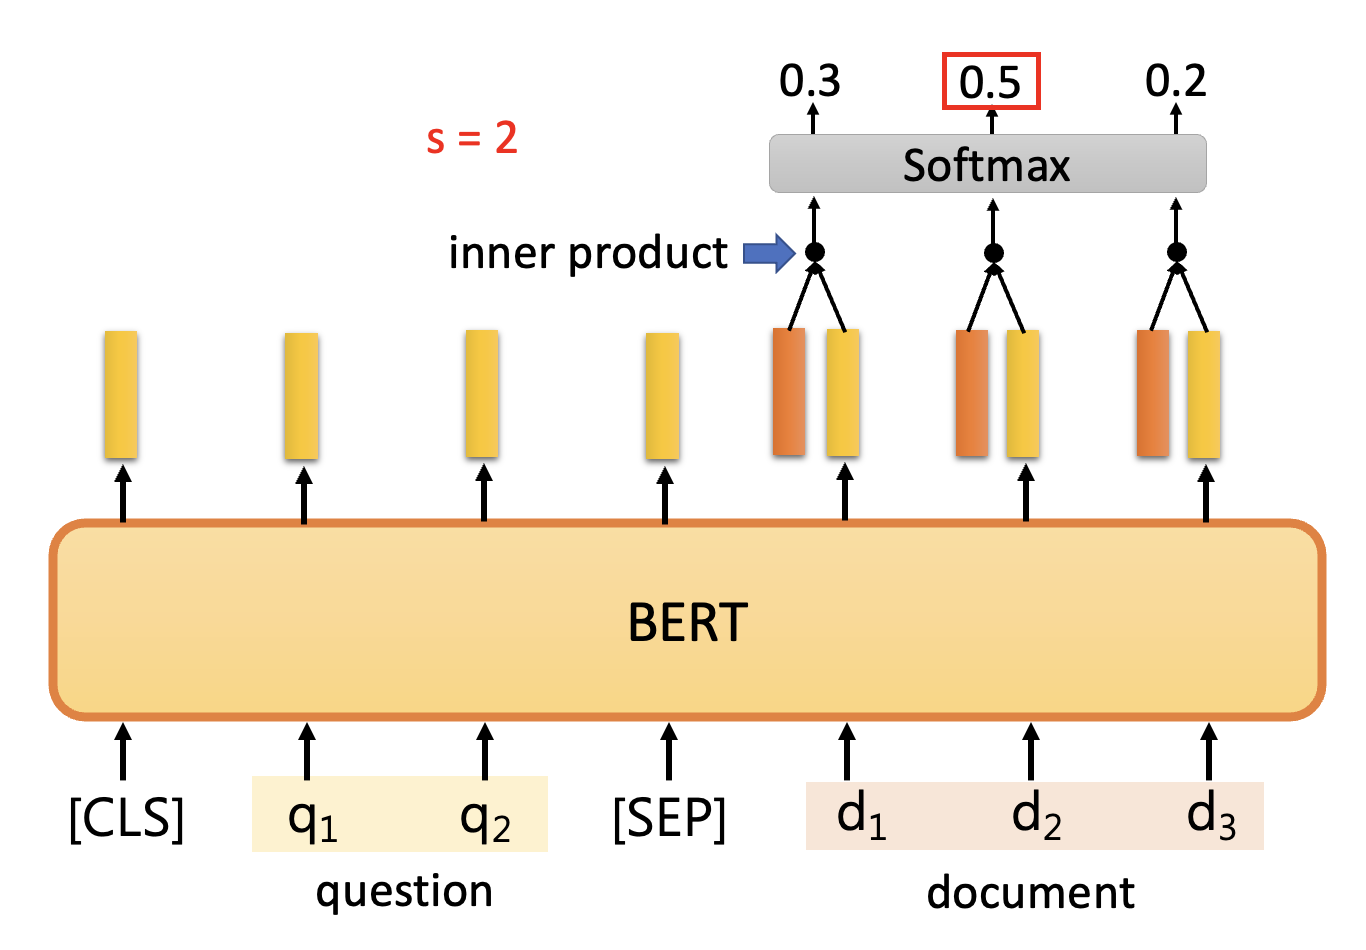 0.3 0.5 0.2
s = 2
Softmax
inner product
BERT
[CLS] q₁ q₂ [SEP] d₁ d₂ d₃
question document